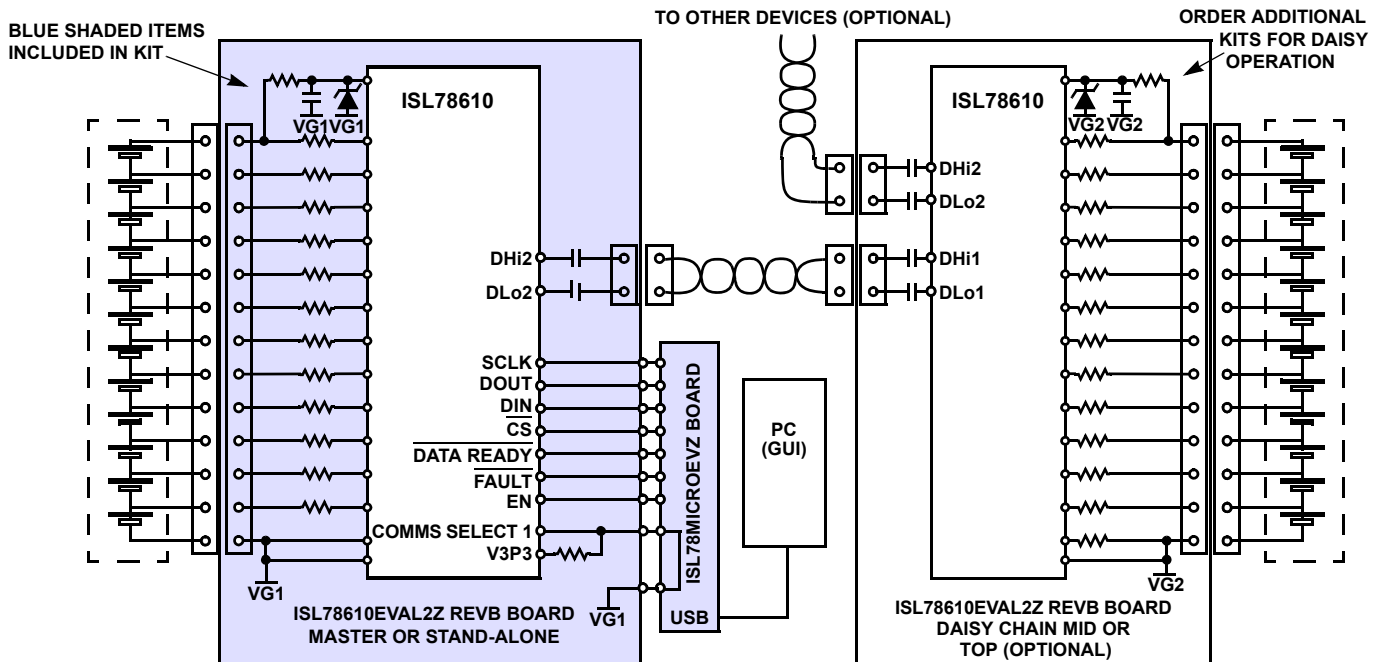 TO OTHER DEVICES (OPTIONAL)
BLUE SHADED ITEMS
INCLUDED IN KIT
ORDER ADDITIONAL
KITS FOR DAISY
OPERATION
ISL78610
VG1
VG1
ISL78610
VG2
VG2
DHi2
DLo2
DHi2
DLo2
DHi1
DLo1
SCLK
DOUT
DIN
CS
DATA READY
FAULT
EN
COMMS SELECT 1
V3P3
ISL78MICROEVZ BOARD
USB
PC
(GUI)
VG1
VG1
VG2
ISL78610EVAL2Z REVB BOARD
MASTER OR STAND-ALONE
ISL78610EVAL2Z REVB BOARD
DAISY CHAIN MID OR
TOP (OPTIONAL)